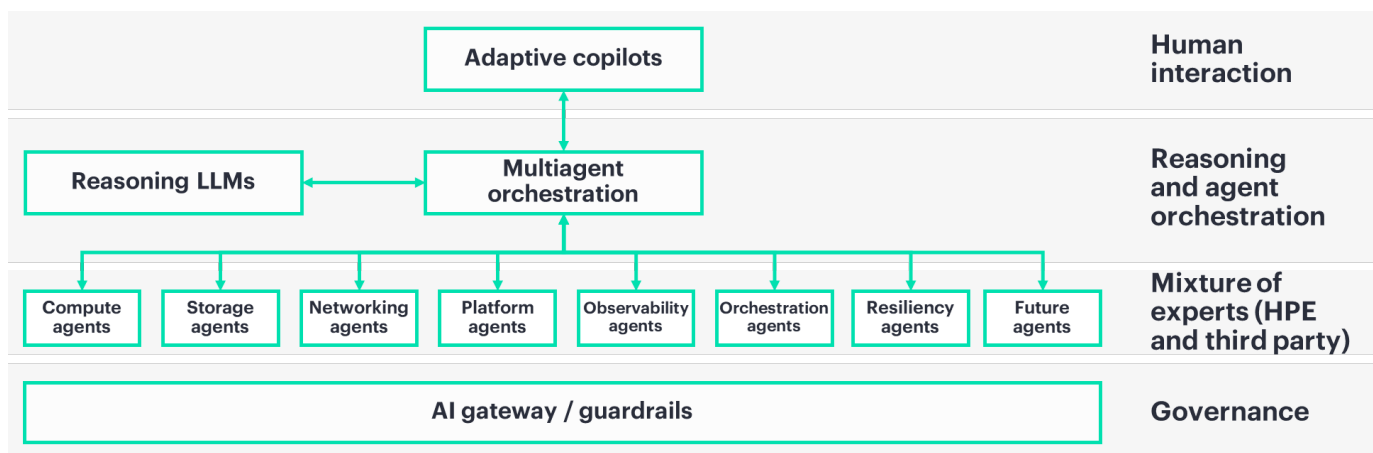 Adaptive copilots
Human
interaction
Reasoning LLMs
Multiagent
orchestration
Reasoning
and agent
orchestration
Compute
agents
Storage
agents
Networking
agents
Platform
agents
Observability
agents
Orchestration
agents
Resiliency
agents
Future
agents
Mixture of
experts (HPE
and third party)
AI gateway / guardrails
Governance